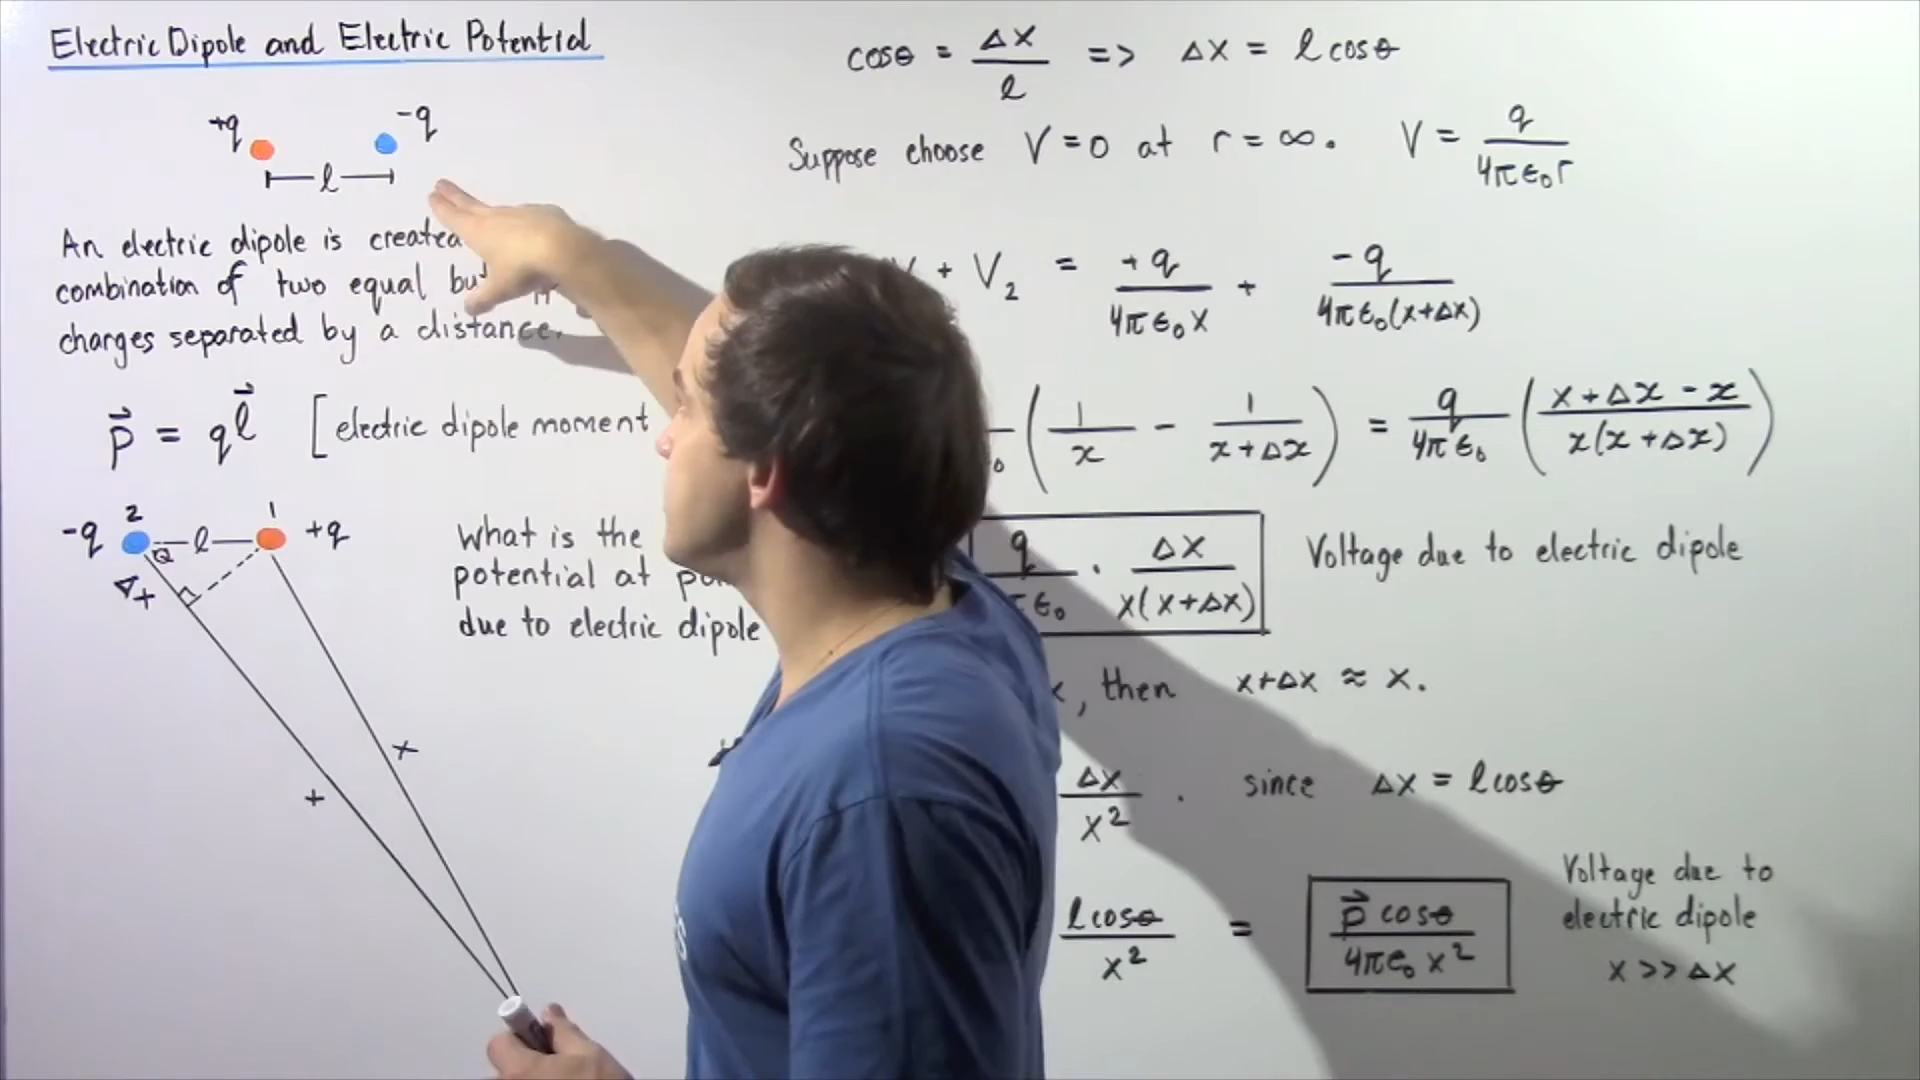 Electric Dipole and Electric Potential
+q
-q
l
An electric dipole is created
combination of two equal but
charges separated by a distance.
p⃗ = ql⃗ [electric dipole moment
-q 2 l 1 +q
θ
Δx
x
x
What is the
potential at
due to electric dipole
cosθ = Δx/l => Δx = l cosθ
Suppose choose V=0 at r=∞. V = q/4πϵ₀r
+ V₂ = +q/4πϵ₀x + -q/4πϵ₀(x+Δx)
(1/x - 1/x+Δx) = q/4πϵ₀ (x+Δx-x/x(x+Δx))
q/πϵ₀ · Δx/x(x+Δx) Voltage due to electric dipole
x, then x+Δx ≈ x.
Δx/x² . since Δx = l cosθ
l cosθ/x² = p⃗ cosθ/4πϵ₀x²
Voltage due to
electric dipole
x >> Δx